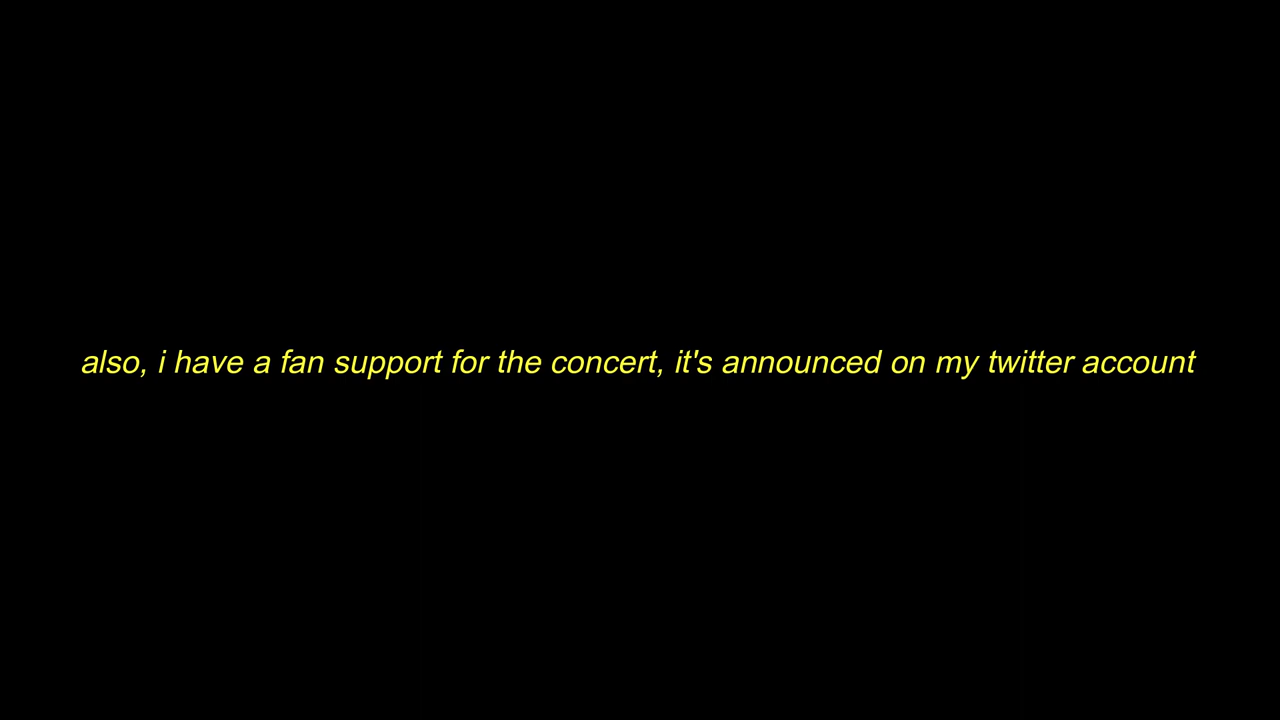 also, i have a fan support for the concert, it's announced on my twitter account